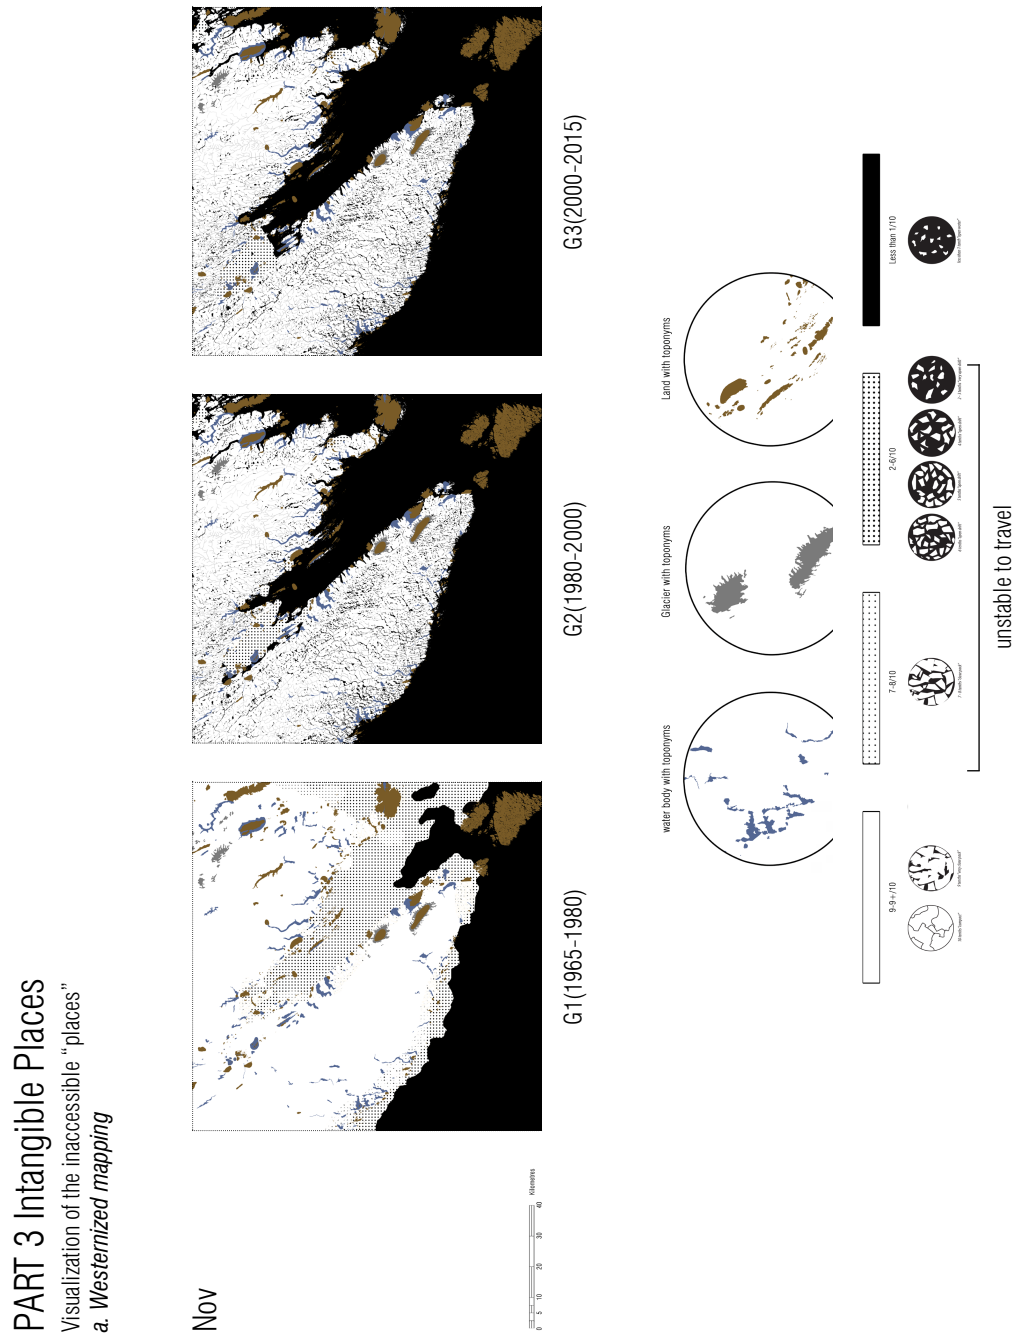 PART 3 Intangible Places
Visualization of the inaccessible “places”
a. Westernized mapping
Nov
0 5 10 20 30 40
Kilometres
G1(1965-1980)
G2(1980-2000)
G3(2000-2015)
water body with toponyms
Glacier with toponyms
Land with toponyms
9-9+/10
7-8/10
2-6/10
Less than 1/10
unstable to travel